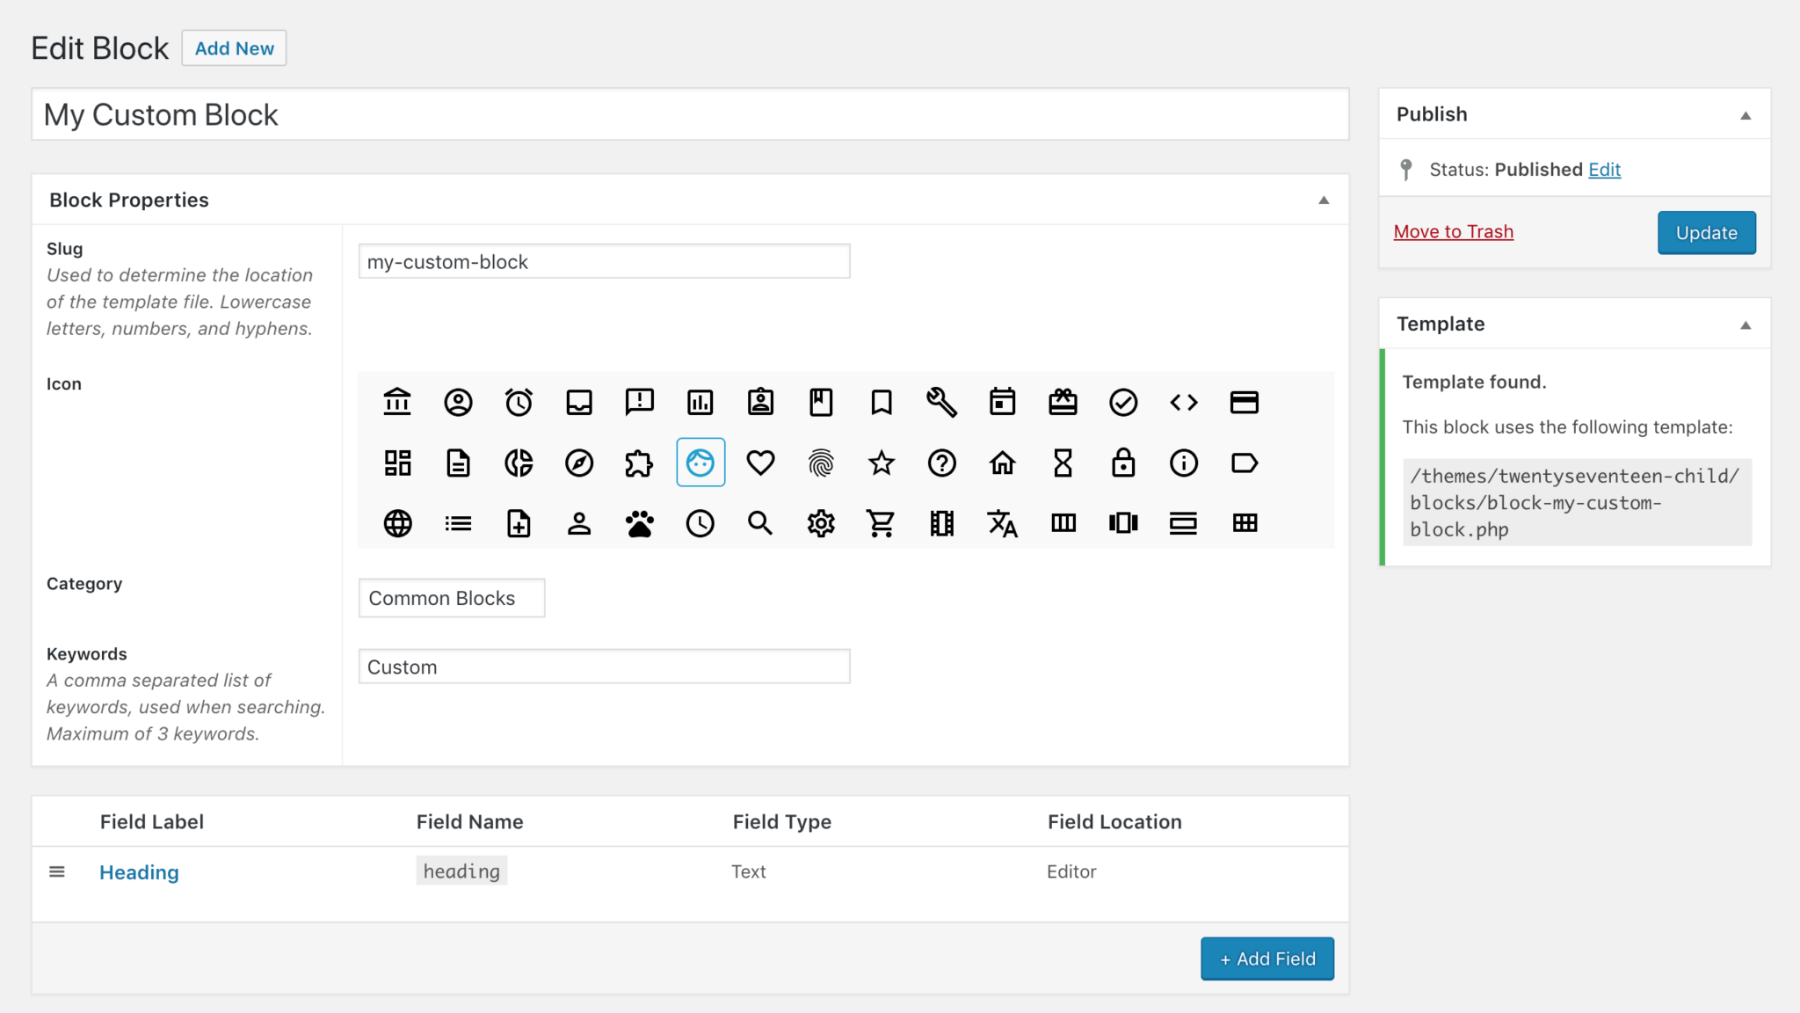 Edit Block
Add New
My Custom Block
Publish
Status: Published Edit
Move to Trash
Update
Block Properties
Slug
Used to determine the location
of the template file. Lowercase
letters, numbers, and hyphens.
my-custom-block
Icon
Category
Common Blocks
Keywords
A comma separated list of
keywords, used when searching.
Maximum of 3 keywords.
Custom
Template
Template found.
This block uses the following template:
/themes/twentyseventeen-child/
blocks/block-my-custom-
block.php
Field Label Field Name Field Type Field Location
Heading heading Text Editor
+ Add Field